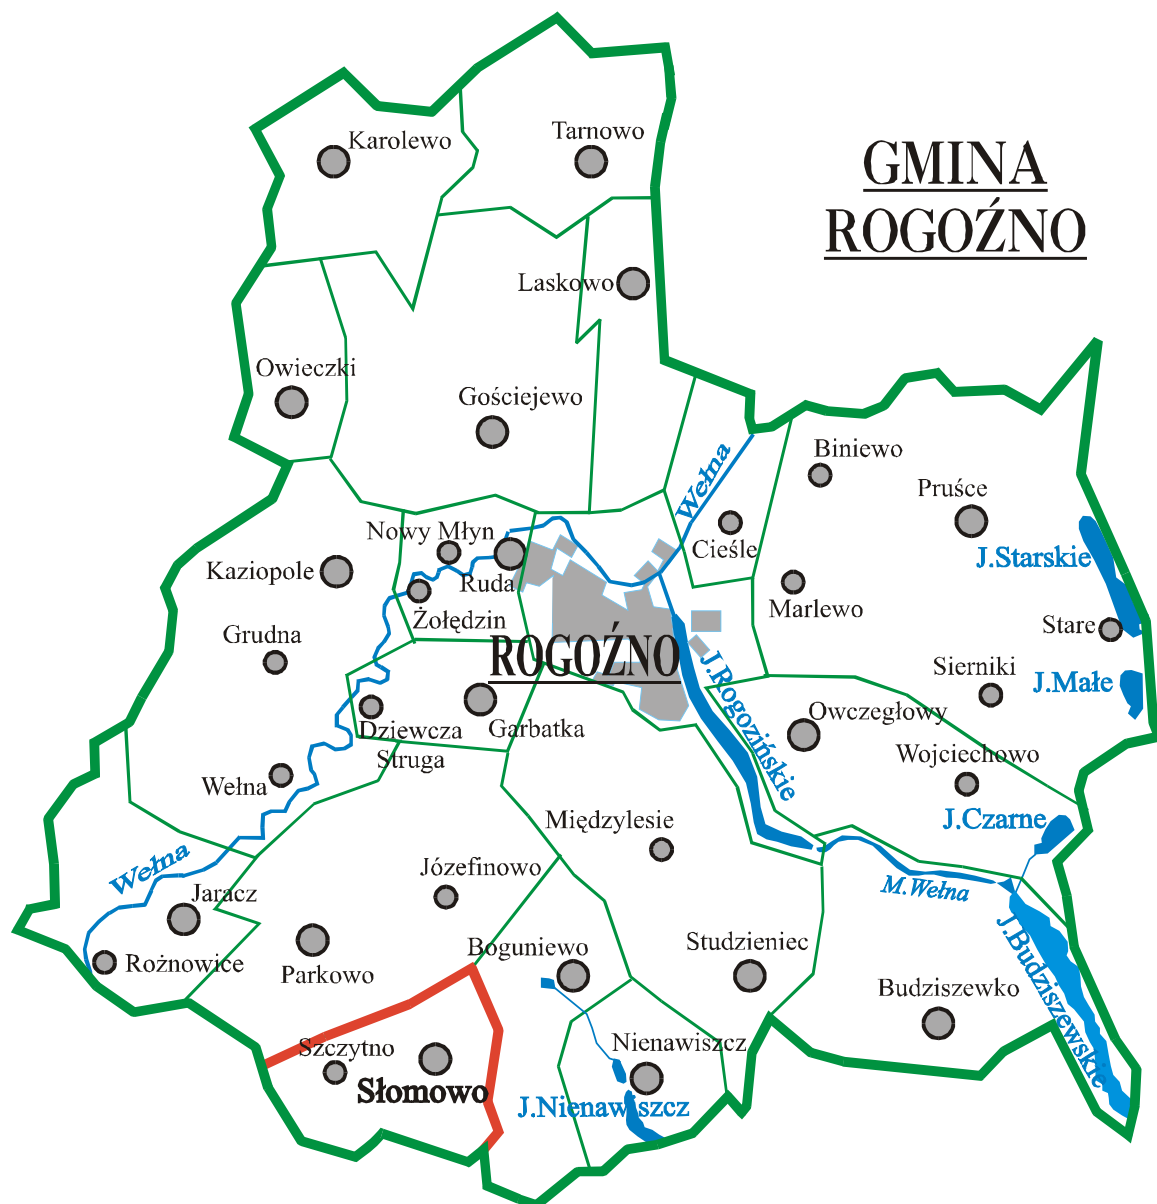 GMINA
ROGOŹNO
Karolewo
Tarnowo
Laskowo
Owieczki
Gościejewo
Biniewo
Wełna
Pruśce
Nowy Młyn
Cieśle
J.Starskie
Kaziopole
Ruda
Marlewo
Żołędzin
Stare
Grudna
ROGOŹNO
Sierniki
J.Małe
J.Rogozińskie
Owczegłowy
Dziewcza
Struga
Garbatka
Wojciechowo
Wełna
J.Czarne
Międzylesie
Wełna
Józefinowo
M.Wełna
Jaracz
J.Budziszewskie
Boguniewo
Studzieniec
Rożnowice
Parkowo
Budziszewko
Szczytno
Nienawiszcz
Słomowo
J.Nienawiszcz